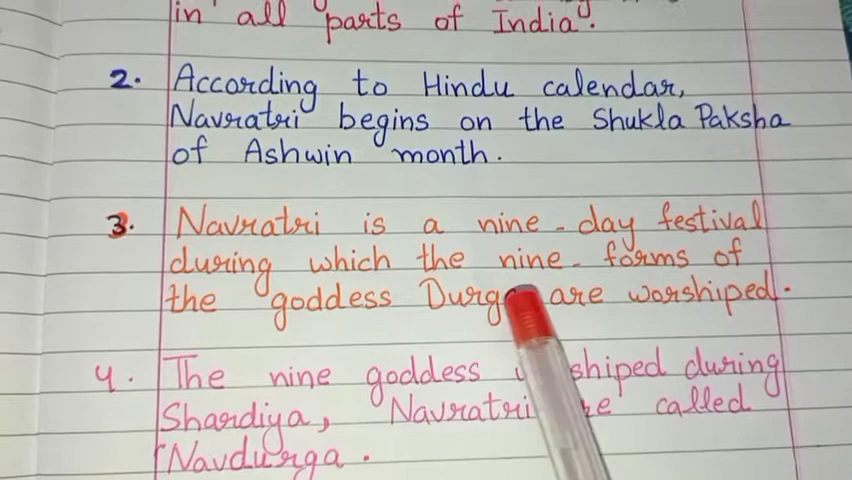 in all parts of India.
2. According to Hindu calendar,
Navratri begins on the Shukla Paksha
of Ashwin month.
3. Navratri is a nine-day festival
during which the nine-forms of
the goddess Durga are worshiped.
4. The nine goddess shiped during
Shardiya, Navratri called
Navdurga.